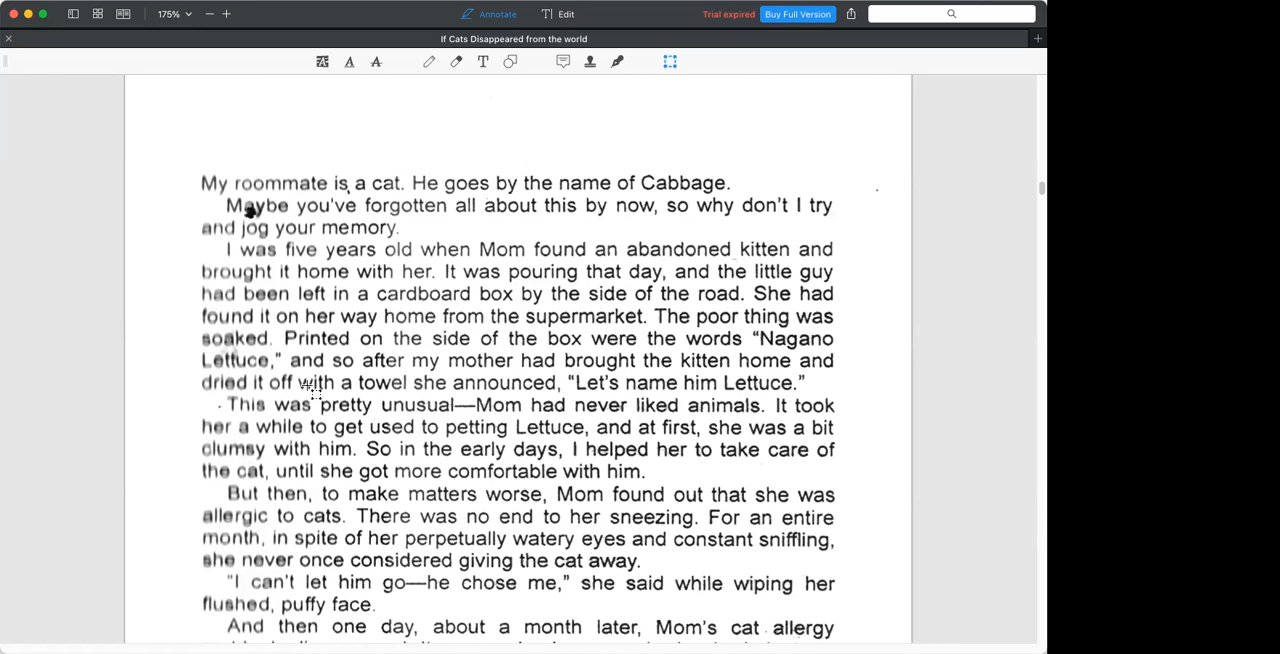 175%
Annotate
Edit
Trial expired
Buy Full Version
If Cats Disappeared from the world
My roommate is a cat. He goes by the name of Cabbage.
Maybe you've forgotten all about this by now, so why don't I try
and jog your memory.
I was five years old when Mom found an abandoned kitten and
brought it home with her. It was pouring that day, and the little guy
had been left in a cardboard box by the side of the road. She had
found it on her way home from the supermarket. The poor thing was
soaked. Printed on the side of the box were the words “Nagano
Lettuce,” and so after my mother had brought the kitten home and
dried it off with a towel she announced, “Let’s name him Lettuce.”
This was pretty unusual—Mom had never liked animals. It took
her a while to get used to petting Lettuce, and at first, she was a bit
clumsy with him. So in the early days, I helped her to take care of
the cat, until she got more comfortable with him.
But then, to make matters worse, Mom found out that she was
allergic to cats. There was no end to her sneezing. For an entire
month, in spite of her perpetually watery eyes and constant sniffling,
she never once considered giving the cat away.
“I can’t let him go—he chose me,” she said while wiping her
flushed, puffy face.
And then one day, about a month later, Mom’s cat allergy